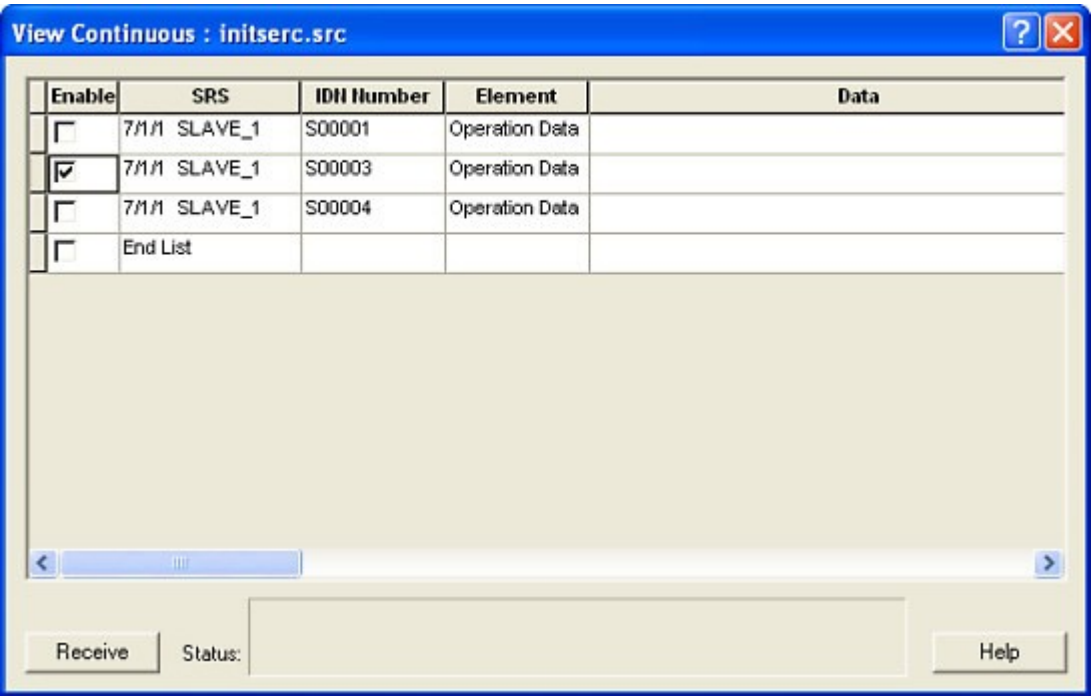 View Continuous : initserc.src
Enable SRS IDN Number Element Data
7/1/1 SLAVE_1 S00001 Operation Data
7/1/1 SLAVE_1 S00003 Operation Data
7/1/1 SLAVE_1 S00004 Operation Data
End List
Receive Status: Help